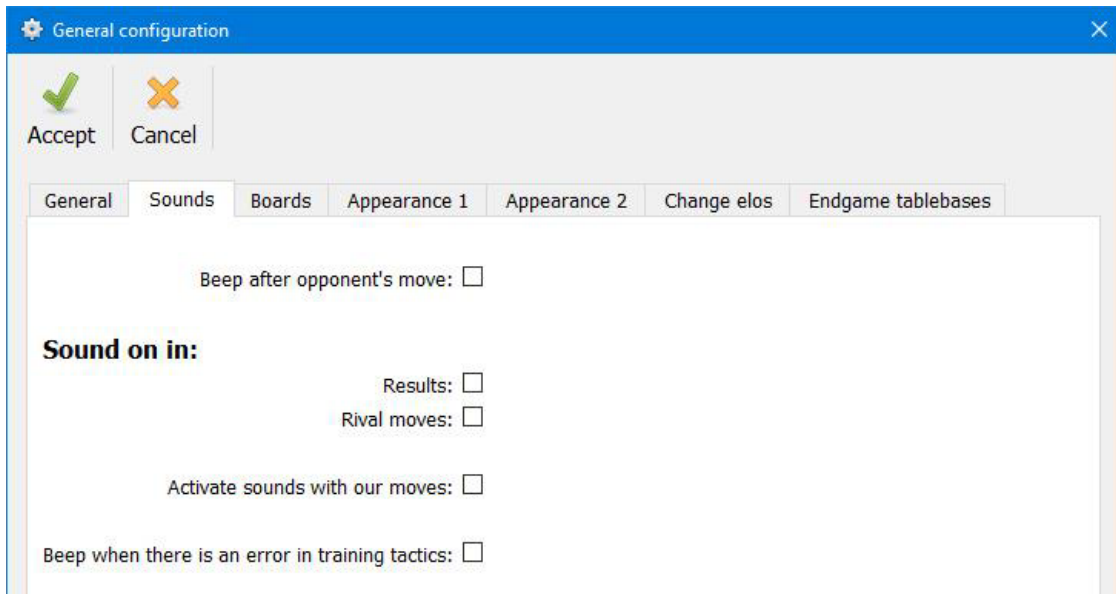 General configuration
Accept Cancel
General Sounds Boards Appearance 1 Appearance 2 Change elos Endgame tablebases
Beep after opponent's move:
Sound on in:
Results:
Rival moves:
Activate sounds with our moves:
Beep when there is an error in training tactics: